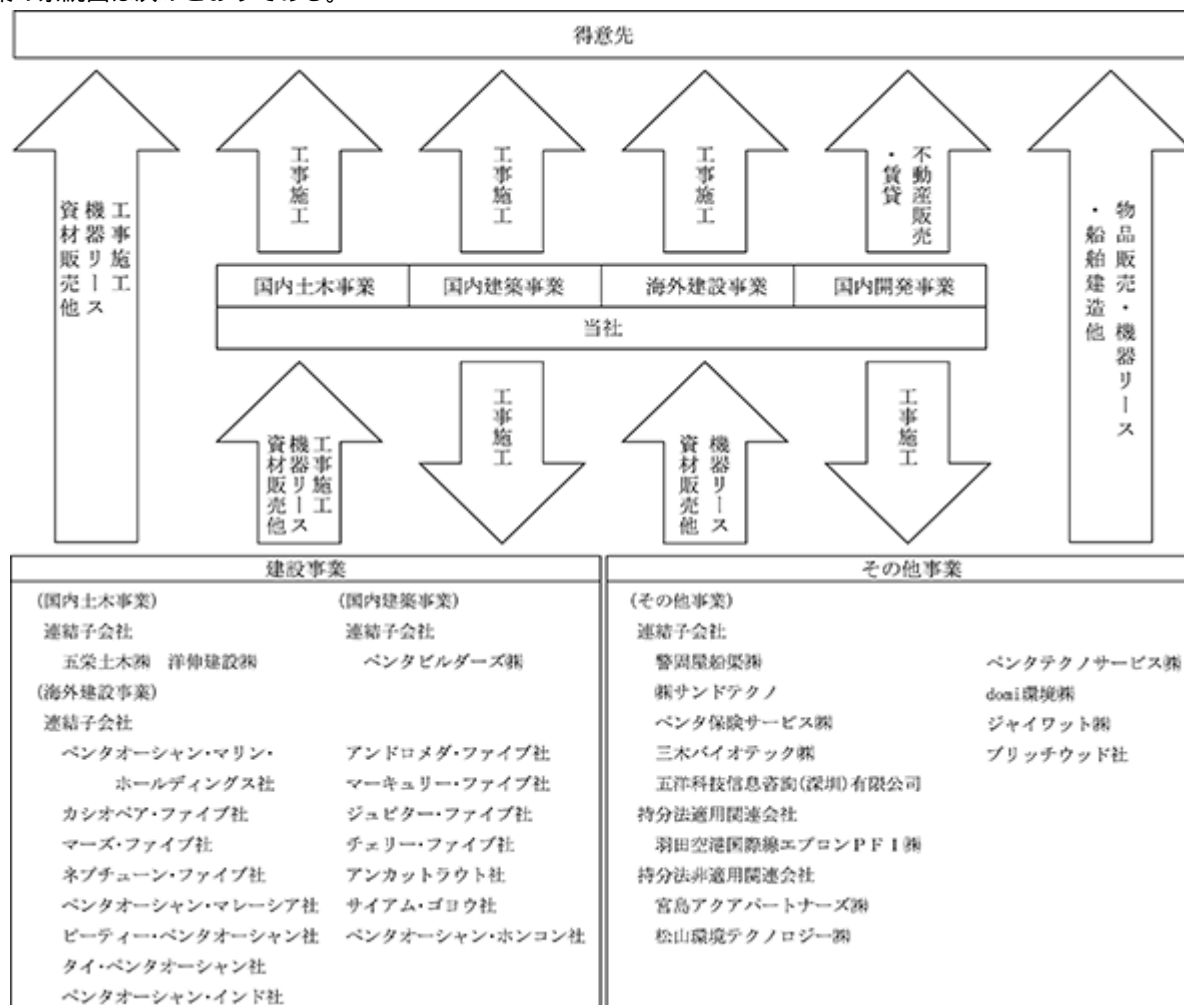 得意先
工事施工
機器リース
資材販売他
工事施工
工事施工
工事施工
不動産販売
・賃貸
物品販売・機器リース
・船舶建造他
国内土木事業 国内建築事業 海外建設事業 国内開発事業
当社
工事施工
機器リース
資材販売他
工事施工
機器リース
資材販売他
工事施工
建設事業
(国内土木事業) (国内建築事業)
連結子会社 連結子会社
五栄土木㈱ 洋伸建設㈱ ペンタビルダーズ㈱
(海外建設事業)
連結子会社
ペンタオーシャン・マリン・ アンドロメダ・ファイブ社
ホールディングス社 マーキュリー・ファイブ社
カシオペア・ファイブ社 ジュピター・ファイブ社
マーズ・ファイブ社 チェリー・ファイブ社
ネプチューン・ファイブ社 アンカットラウト社
ペンタオーシャン・マレーシア社 サイアム・ゴヨウ社
ピーティー・ペンタオーシャン社 ペンタオーシャン・ホンコン社
タイ・ペンタオーシャン社
ペンタオーシャン・インド社
その他事業
(その他事業)
連結子会社
警固屋船渠㈱ ペンタテクノサービス㈱
㈱サンドテクノ domi環境㈱
ペンタ保険サービス㈱ ジャイワット㈱
三木バイオテック㈱ ブリッチウッド社
五洋科技信息咨詢(深圳)有限公司
持分法適用関連会社
羽田空港国際線エプロンPFI㈱
持分法非適用関連会社
宮島アクアパートナーズ㈱
松山環境テクノロジー㈱